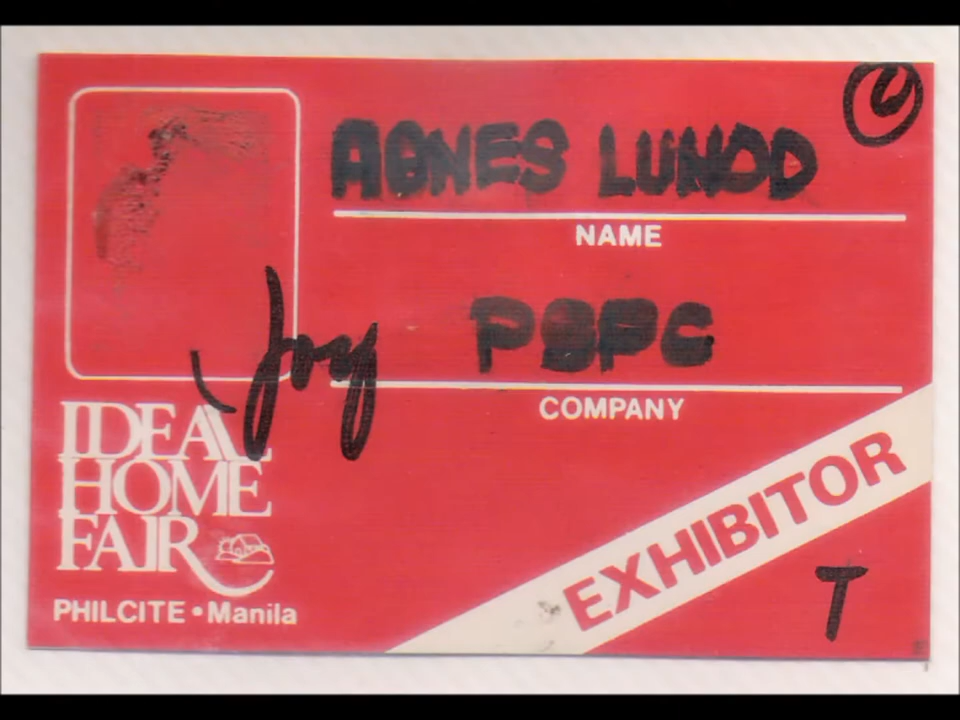 AGNES LUNOD
NAME
Joy
PSPC
COMPANY
IDEAL
HOME
FAIR
PHILCITE • Manila
EXHIBITOR
T